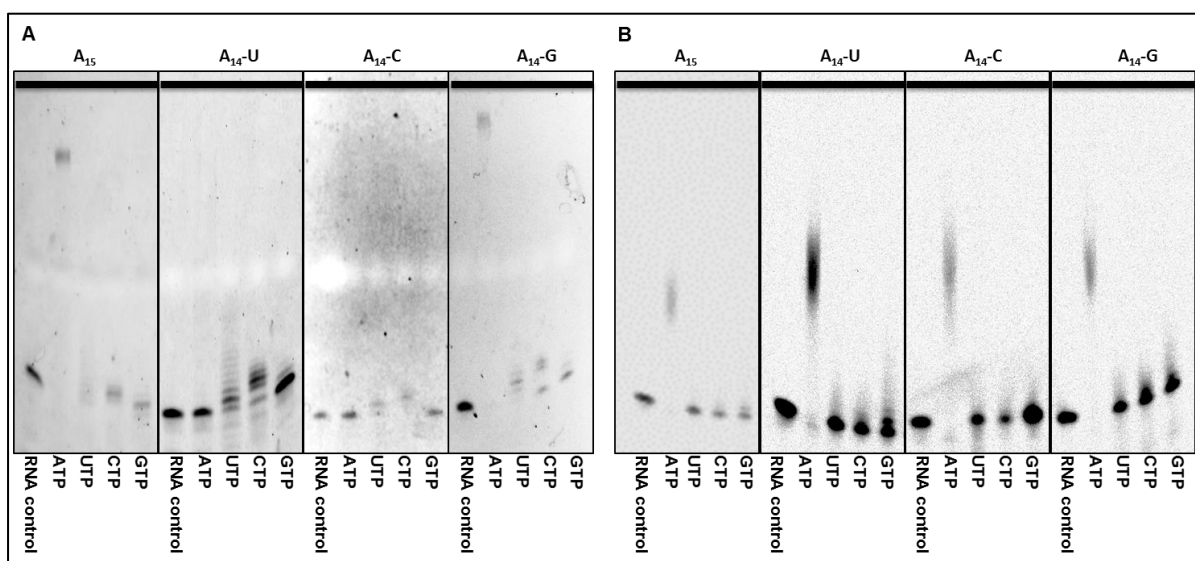 A
A₁₅ A₁₄-U A₁₄-C A₁₄-G
RNA control ATP UTP CTP GTP RNA control ATP UTP CTP GTP RNA control ATP UTP CTP GTP RNA control ATP UTP CTP GTP
B
A₁₅ A₁₄-U A₁₄-C A₁₄-G
RNA control ATP UTP CTP GTP RNA control ATP UTP CTP GTP RNA control ATP UTP CTP GTP RNA control ATP UTP CTP GTP